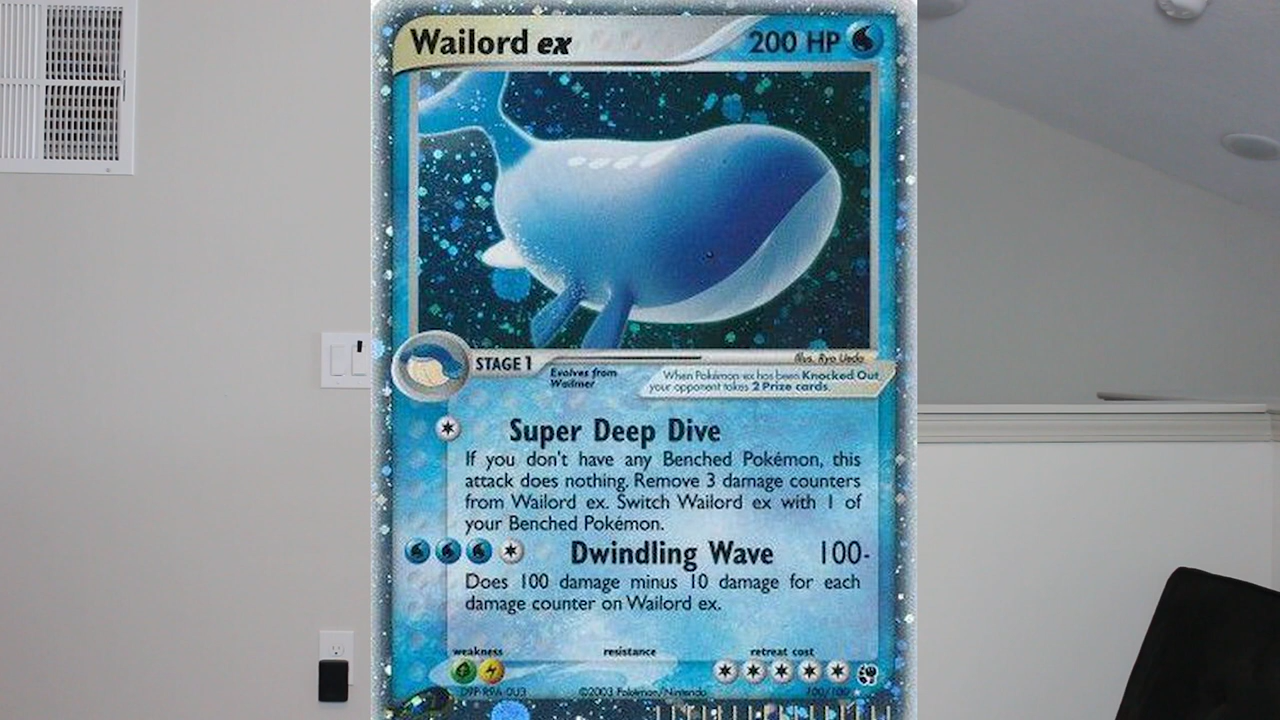 Wailord ex 200 HP
Illus. Ryo Ueda
STAGE 1
Evolves from
Wailmer
When Pokémon-ex has been Knocked Out,
your opponent takes 2 Prize cards.
Super Deep Dive
If you don't have any Benched Pokémon, this
attack does nothing. Remove 3 damage counters
from Wailord ex. Switch Wailord ex with 1 of
your Benched Pokémon.
Dwindling Wave 100-
Does 100 damage minus 10 damage for each
damage counter on Wailord ex.
weakness resistance retreat cost
©2003 Pokémon/Nintendo 100/100